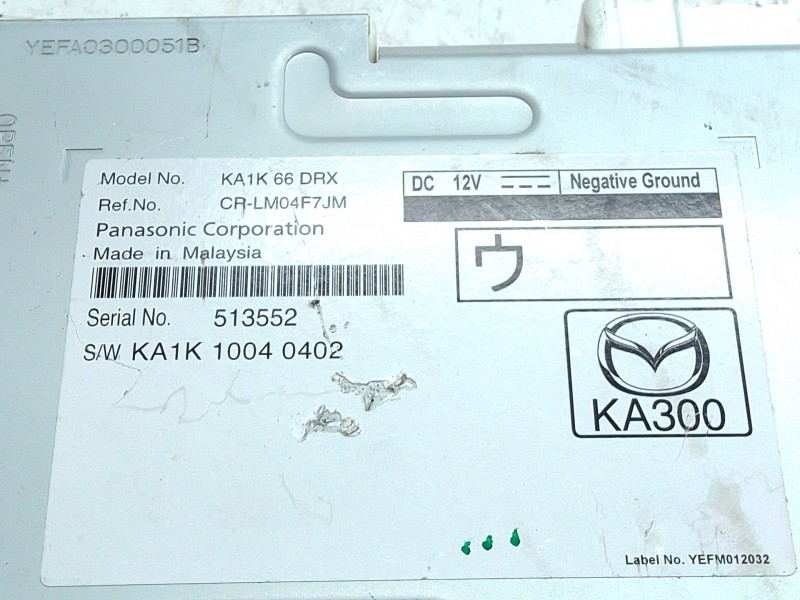 YEFA0300051B
OPEN
Model No. KA1K 66 DRX
Ref.No. CR-LM04F7JM
Panasonic Corporation
Made in Malaysia
Serial No. 513552
S/W KA1K 1004 0402
DC 12V Negative Ground
ウ
KA300
Label No. YEFM012032